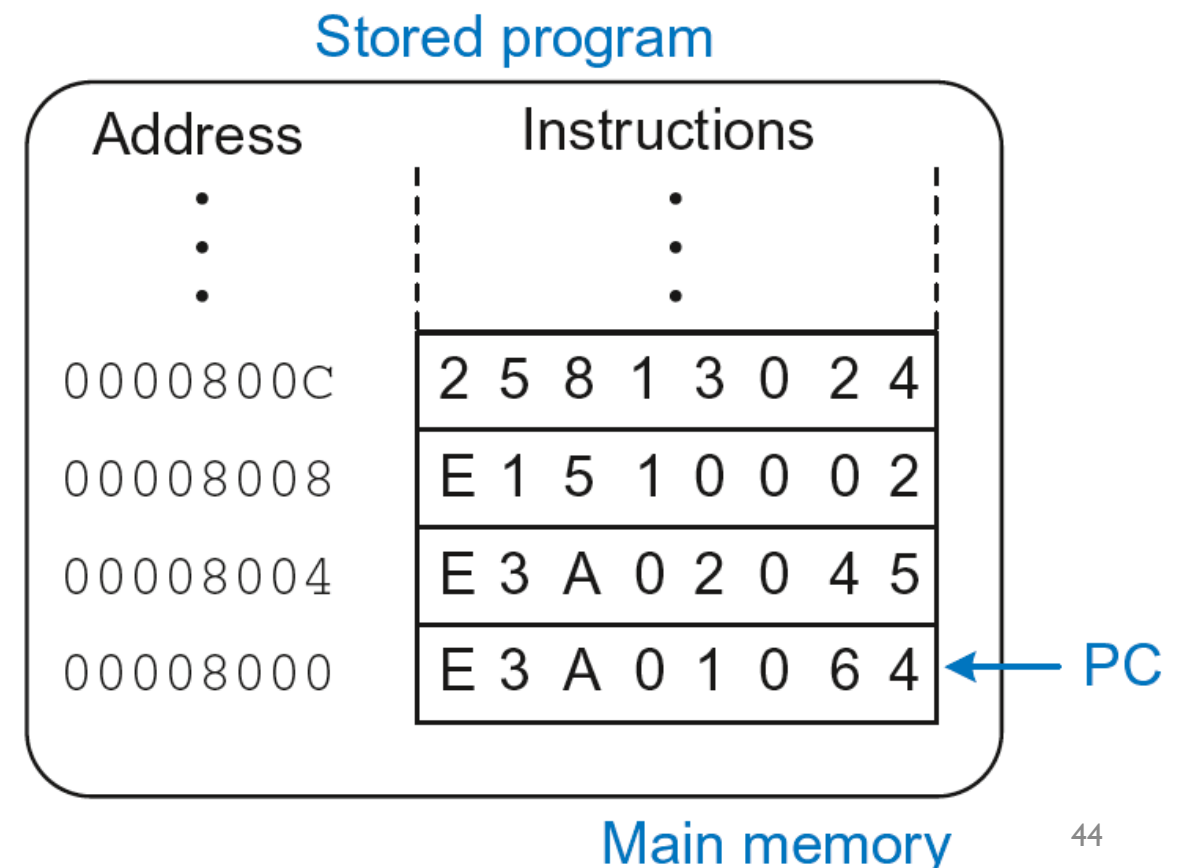 Stored program
Address Instructions
0000800C 2 5 8 1 3 0 2 4
00008008 E 1 5 1 0 0 0 2
00008004 E 3 A 0 2 0 4 5
00008000 E 3 A 0 1 0 6 4 PC
Main memory 44